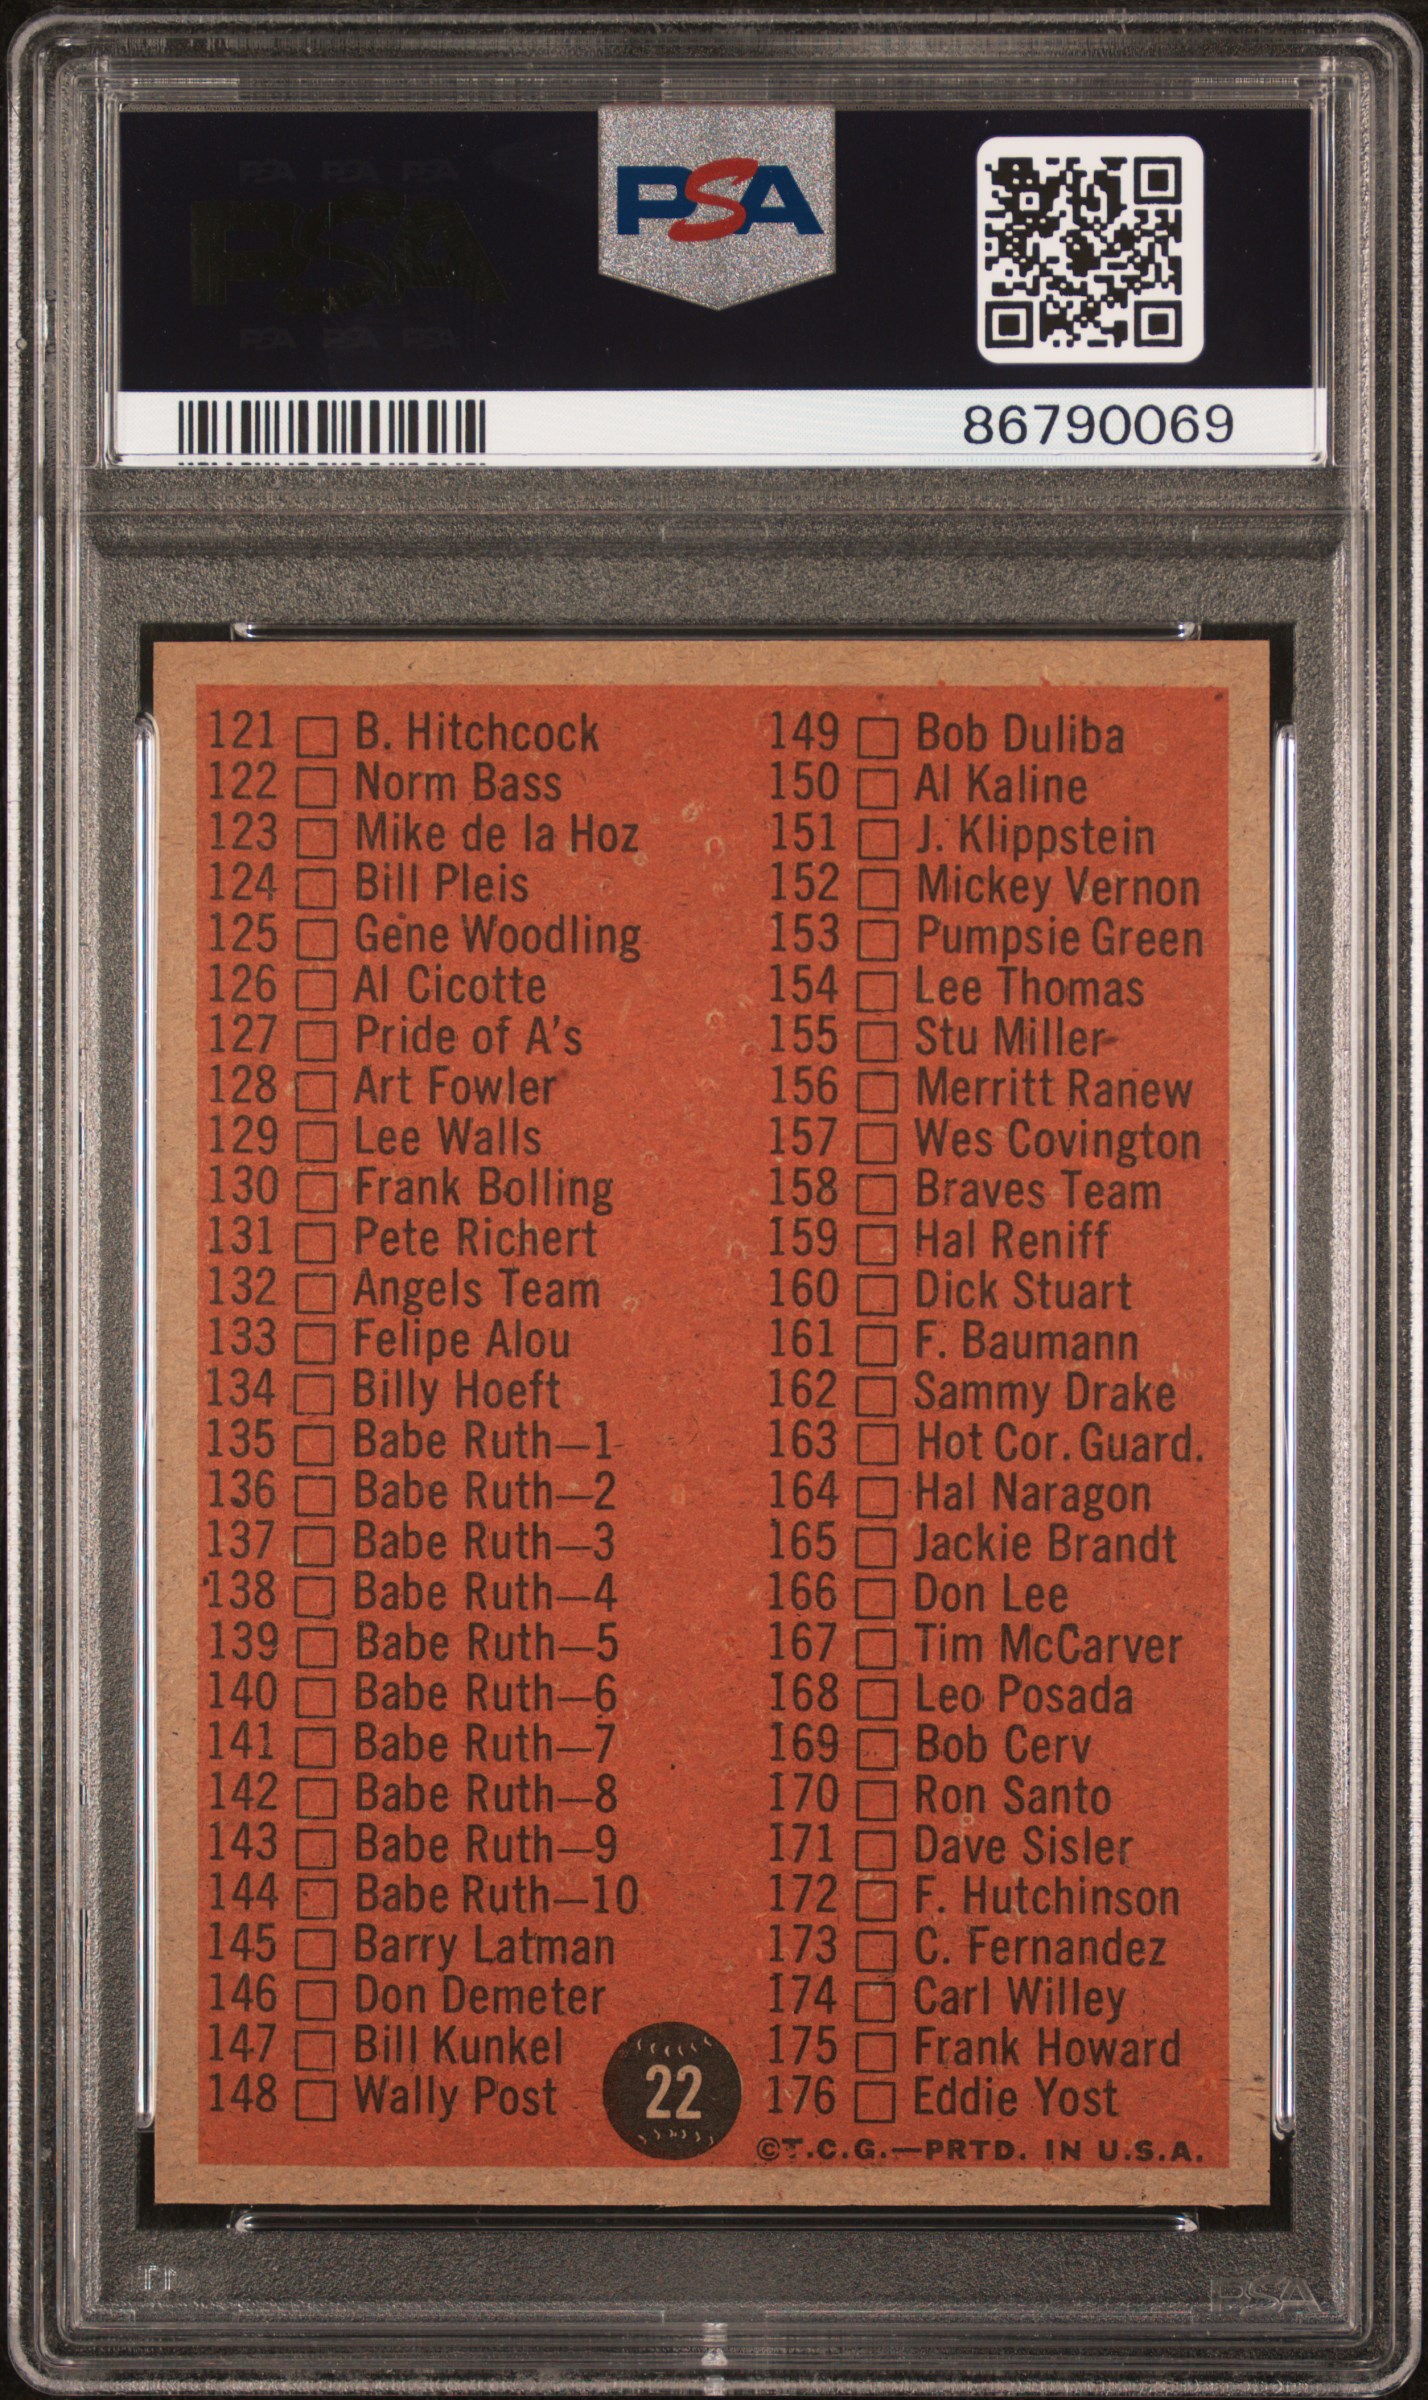 PSA PSA PSA
PSA
PSA
PSA PSA PSA
86790069
121 B. Hitchcock
122 Norm Bass
123 Mike de la Hoz
124 Bill Pleis
125 Gene Woodling
126 Al Cicotte
127 Pride of A's
128 Art Fowler
129 Lee Walls
130 Frank Bolling
131 Pete Richert
132 Angels Team
133 Felipe Alou
134 Billy Hoeft
135 Babe Ruth—1
136 Babe Ruth—2
137 Babe Ruth—3
138 Babe Ruth—4
139 Babe Ruth—5
140 Babe Ruth—6
141 Babe Ruth—7
142 Babe Ruth—8
143 Babe Ruth—9
144 Babe Ruth—10
145 Barry Latman
146 Don Demeter
147 Bill Kunkel
148 Wally Post
22
149 Bob Duliba
150 Al Kaline
151 J. Klippstein
152 Mickey Vernon
153 Pumpsie Green
154 Lee Thomas
155 Stu Miller
156 Merritt Ranew
157 Wes Covington
158 Braves Team
159 Hal Reniff
160 Dick Stuart
161 F. Baumann
162 Sammy Drake
163 Hot Cor. Guard.
164 Hal Naragon
165 Jackie Brandt
166 Don Lee
167 Tim McCarver
168 Leo Posada
169 Bob Cerv
170 Ron Santo
171 Dave Sisler
172 F. Hutchinson
173 C. Fernandez
174 Carl Willey
175 Frank Howard
176 Eddie Yost
©T.C.G.—PRTD. IN U.S.A.
PSA